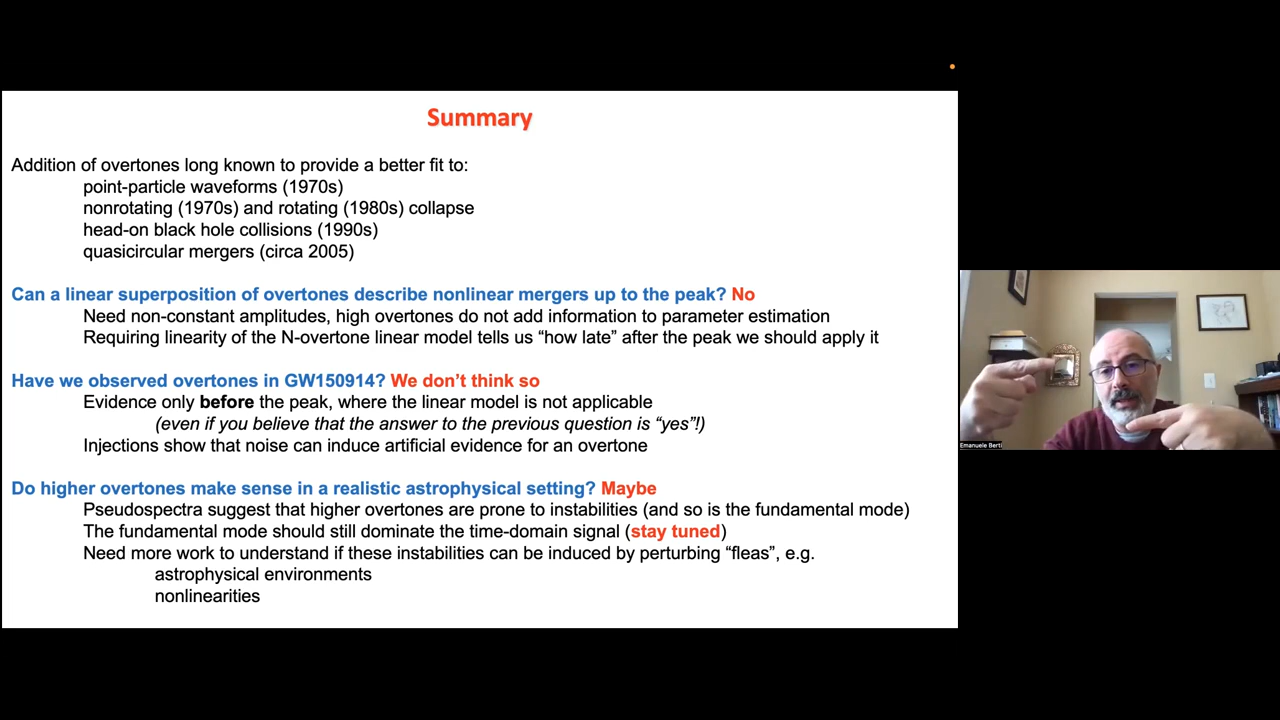 Summary
Addition of overtones long known to provide a better fit to:
point-particle waveforms (1970s)
nonrotating (1970s) and rotating (1980s) collapse
head-on black hole collisions (1990s)
quasicircular mergers (circa 2005)
Can a linear superposition of overtones describe nonlinear mergers up to the peak? No
Need non-constant amplitudes, high overtones do not add information to parameter estimation
Requiring linearity of the N-overtone linear model tells us “how late” after the peak we should apply it
Have we observed overtones in GW150914? We don’t think so
Evidence only before the peak, where the linear model is not applicable
(even if you believe that the answer to the previous question is “yes”!)
Injections show that noise can induce artificial evidence for an overtone
Do higher overtones make sense in a realistic astrophysical setting? Maybe
Pseudospectra suggest that higher overtones are prone to instabilities (and so is the fundamental mode)
The fundamental mode should still dominate the time-domain signal (stay tuned)
Need more work to understand if these instabilities can be induced by perturbing “fleas”, e.g.
astrophysical environments
nonlinearities
Emanuele Berti